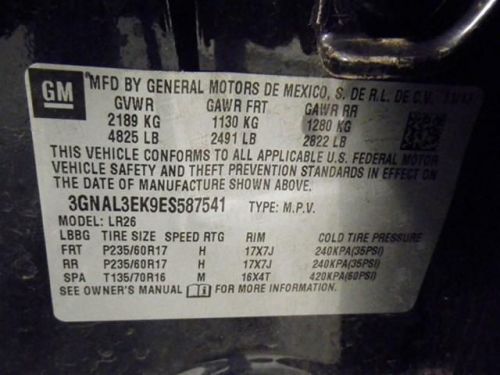 GM
MFD BY GENERAL MOTORS DE MEXICO, S. DE R.L. DE C.V.
GVWR GAWR FRT GAWR RR
2189 KG 1130 KG 1280 KG
4825 LB 2491 LB 2822 LB
THIS VEHICLE CONFORMS TO ALL APPLICABLE U.S. FEDERAL MOTOR
VEHICLE SAFETY AND THEFT PREVENTION STANDARDS IN EFFECT ON
THE DATE OF MANUFACTURE SHOWN ABOVE.
3GNAL3EK9ES587541 TYPE: M.P.V.
MODEL: LR26
LBBG TIRE SIZE SPEED RTG RIM COLD TIRE PRESSURE
FRT P235/60R17 H 17X7J 240KPA(35PSI)
RR P235/60R17 H 17X7J 240KPA(35PSI)
SPA T135/70R16 M 16X4T 420KPA(60PSI)
SEE OWNER'S MANUAL FOR MORE INFORMATION.